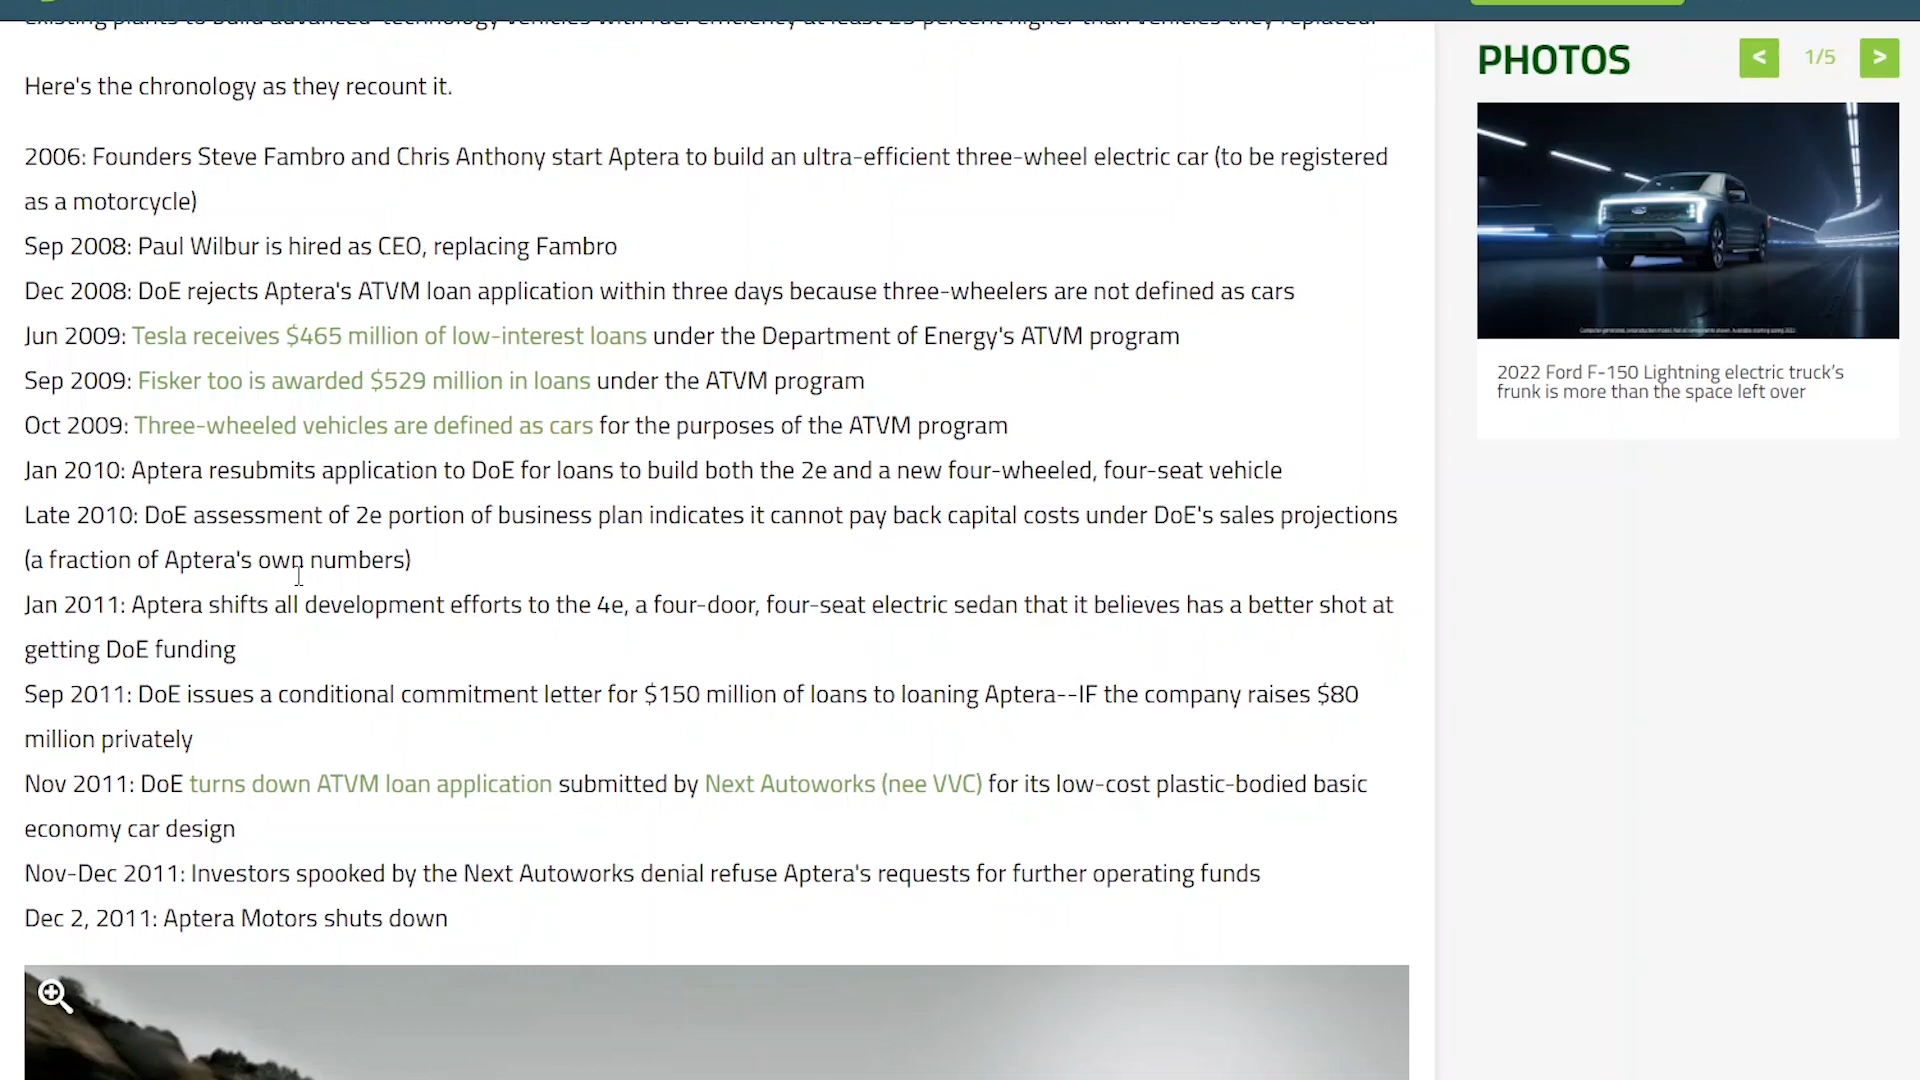 existing plants to build advanced-technology vehicles with fuel efficiency at least 25 percent higher than vehicles they replaced.
Here's the chronology as they recount it.
2006: Founders Steve Fambro and Chris Anthony start Aptera to build an ultra-efficient three-wheel electric car (to be registered
as a motorcycle)
Sep 2008: Paul Wilbur is hired as CEO, replacing Fambro
Dec 2008: DoE rejects Aptera's ATVM loan application within three days because three-wheelers are not defined as cars
Jun 2009: Tesla receives $465 million of low-interest loans under the Department of Energy's ATVM program
Sep 2009: Fisker too is awarded $529 million in loans under the ATVM program
Oct 2009: Three-wheeled vehicles are defined as cars for the purposes of the ATVM program
Jan 2010: Aptera resubmits application to DoE for loans to build both the 2e and a new four-wheeled, four-seat vehicle
Late 2010: DoE assessment of 2e portion of business plan indicates it cannot pay back capital costs under DoE's sales projections
(a fraction of Aptera's own numbers)
Jan 2011: Aptera shifts all development efforts to the 4e, a four-door, four-seat electric sedan that it believes has a better shot at
getting DoE funding
Sep 2011: DoE issues a conditional commitment letter for $150 million of loans to loaning Aptera--IF the company raises $80
million privately
Nov 2011: DoE turns down ATVM loan application submitted by Next Autoworks (nee VVC) for its low-cost plastic-bodied basic
economy car design
Nov-Dec 2011: Investors spooked by the Next Autoworks denial refuse Aptera's requests for further operating funds
Dec 2, 2011: Aptera Motors shuts down
PHOTOS
< 1/5 >
2022 Ford F-150 Lightning electric truck's
frunk is more than the space left over